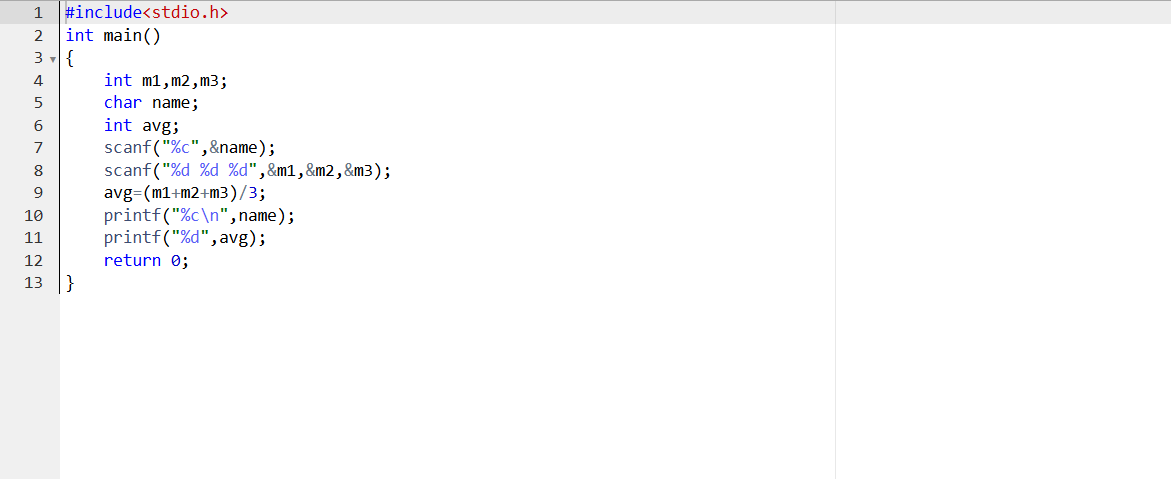 1 #include<stdio.h>
2 int main()
3 {
4     int m1,m2,m3;
5     char name;
6     int avg;
7     scanf("%c",&name);
8     scanf("%d %d %d",&m1,&m2,&m3);
9     avg=(m1+m2+m3)/3;
10     printf("%c\n",name);
11     printf("%d",avg);
12     return 0;
13 }